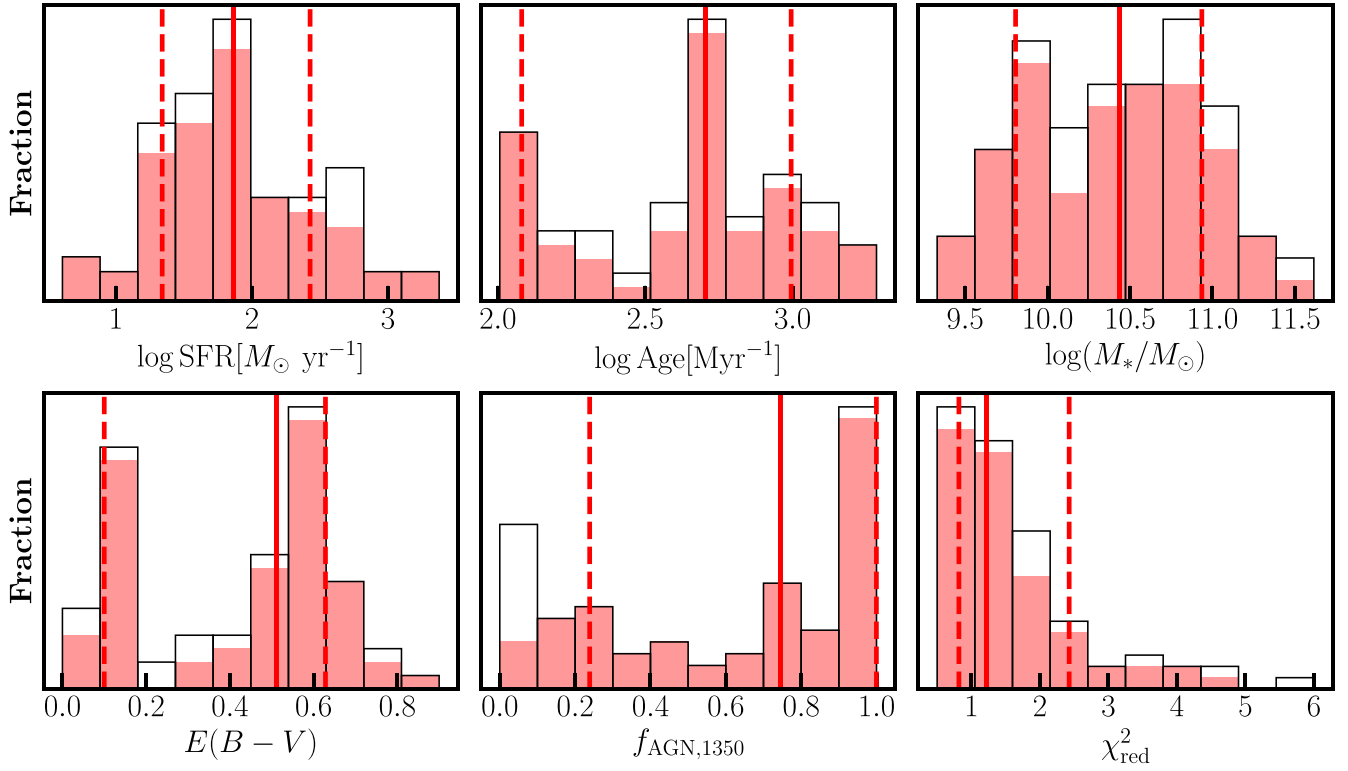 Fraction
1 2 3
log SFR[M⊙ yr⁻¹]
2.0 2.5 3.0
log Age[Myr⁻¹]
9.5 10.0 10.5 11.0 11.5
log(M*/M⊙)
Fraction
0.0 0.2 0.4 0.6 0.8
E(B − V)
0.0 0.2 0.4 0.6 0.8 1.0
f_AGN,1350
1 2 3 4 5 6
χ²_red